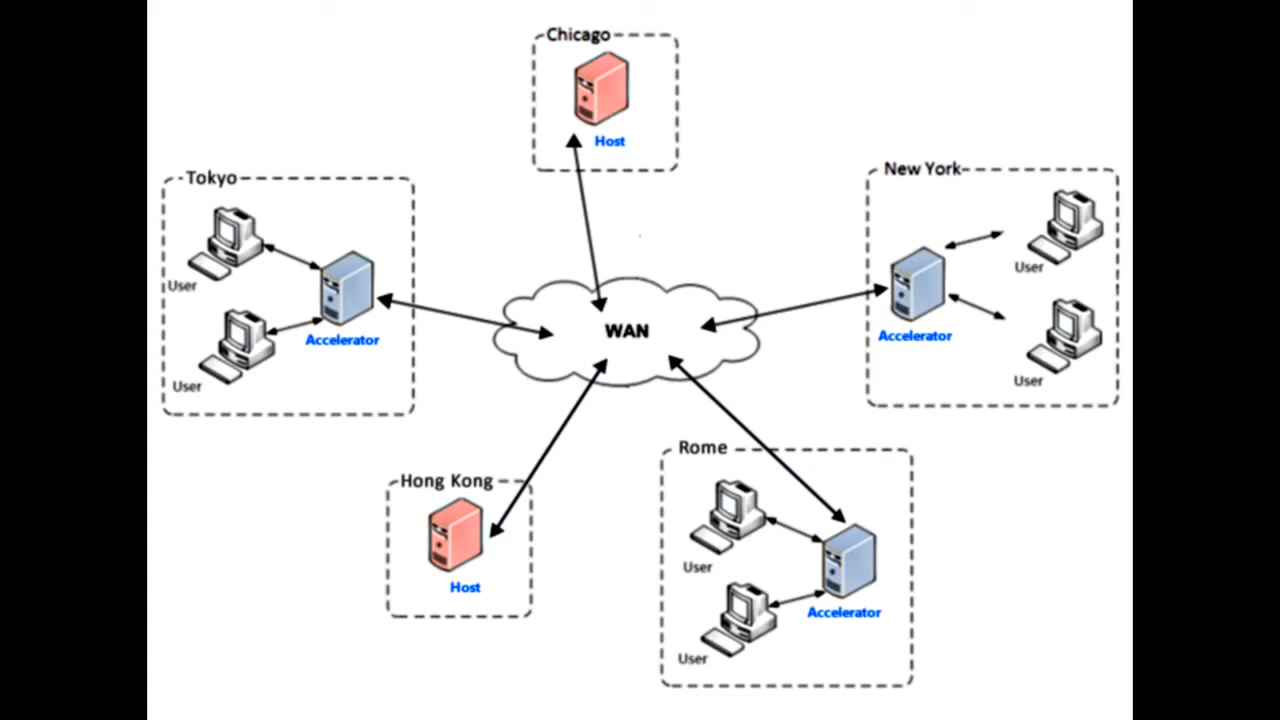 Chicago
Host
Tokyo
User
Accelerator
User
WAN
New York
User
Accelerator
User
Hong Kong
Host
Rome
User
Accelerator
User